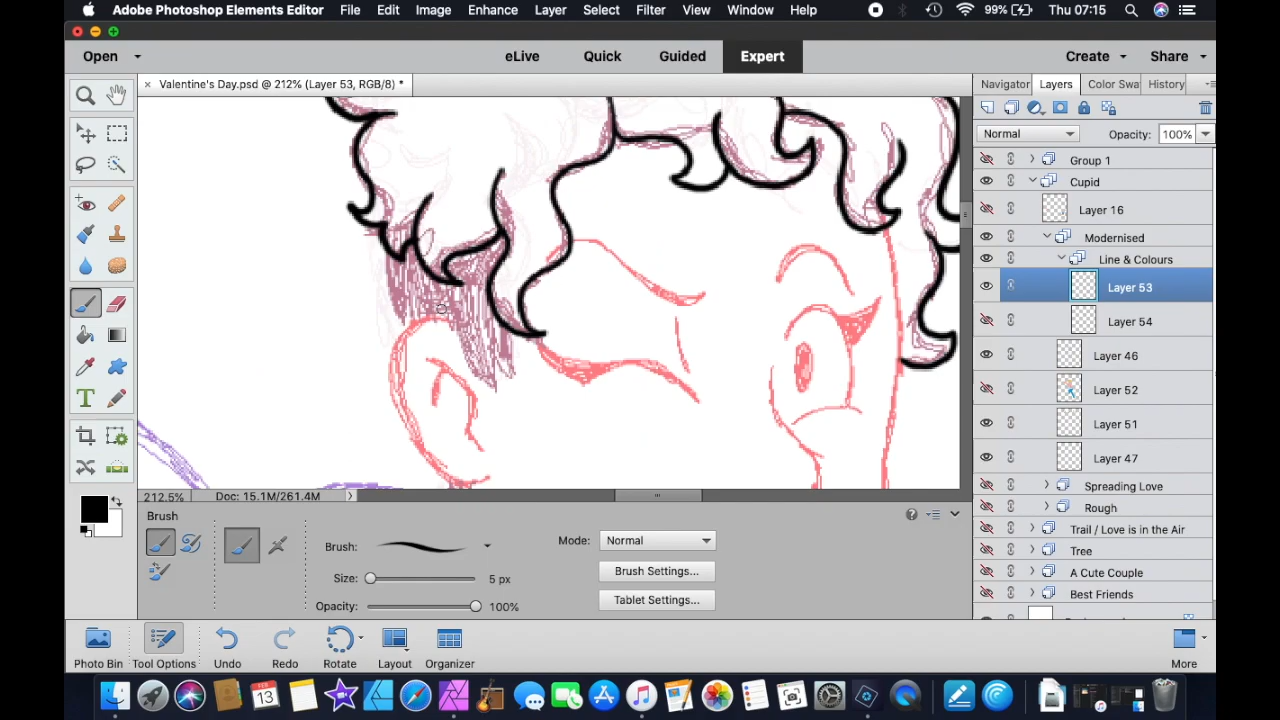 Adobe Photoshop Elements Editor File Edit Image Enhance Layer Select Filter View Window Help 99% Thu 07:15
Open eLive Quick Guided Expert Create Share
× Valentine's Day.psd @ 212% (Layer 53, RGB/8) * Navigator Layers Color Swa History
Normal Opacity: 100%
Group 1
Cupid
Layer 16
Modernised
Line & Colours
Layer 53
Layer 54
Layer 46
Layer 52
Layer 51
Layer 47
Spreading Love
Rough
Trail / Love is in the Air
Tree
A Cute Couple
Best Friends
212.5% Doc: 15.1M/261.4M
Brush
Brush: Mode: Normal
Size: 5 px Brush Settings...
Opacity: 100% Tablet Settings...
Photo Bin Tool Options Undo Redo Rotate Layout Organizer More
FEB
13